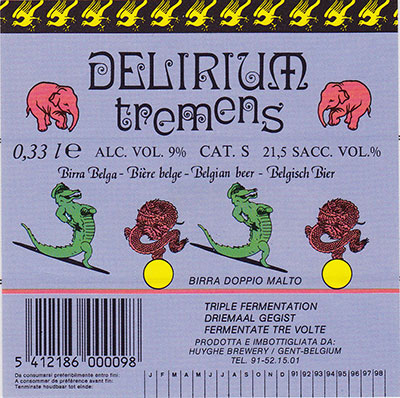 DELIRIUM
tremens
0,33 l e ALC. VOL. 9% CAT. S 21,5 SACC. VOL.%
Birra Belga - Bière belge - Belgian beer - Belgisch Bier
BIRRA DOPPIO MALTO
TRIPLE FERMENTATION
DRIEMAAL GEGIST
FERMENTATE TRE VOLTE
PRODOTTA E IMBOTTIGLIATA DA:
HUYGHE BREWERY / GENT-BELGIUM
TEL. 91-52.15.01
5 412186 000098
Da consumarsi preferibilmente entro fini:
A consommer de préférence avant fin:
Tenminste houdbaar tot einde:
J F M A M J J A S O N D 91 92 93 94 95 96 97 98